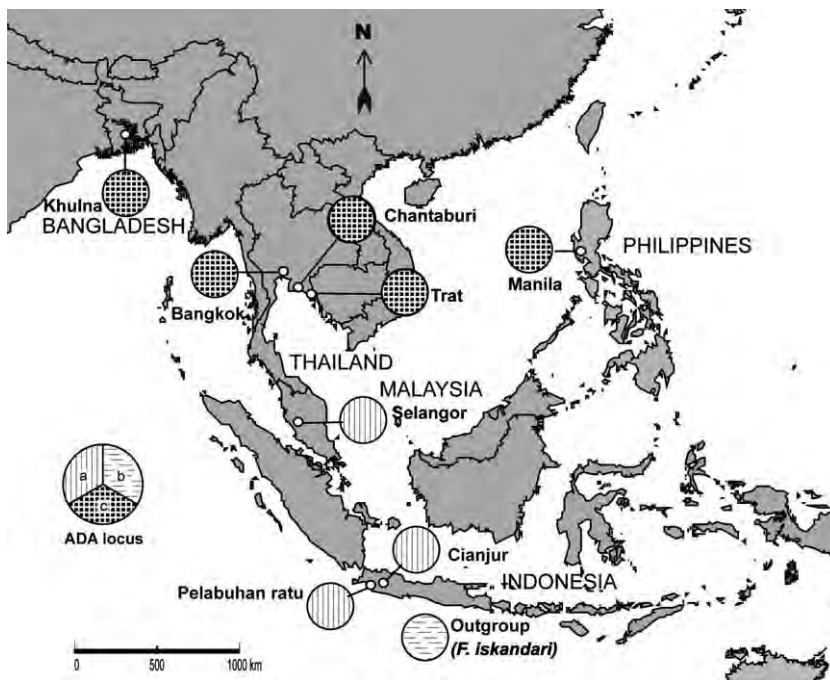 N
Khulna
BANGLADESH
Chantaburi
PHILIPPINES
Manila
Bangkok
Trat
THAILAND
MALAYSIA
Selangor
a
b
c
ADA locus
Cianjur
Pelabuhan ratu
INDONESIA
Outgroup
(F. iskandari)
0 500 1000 km